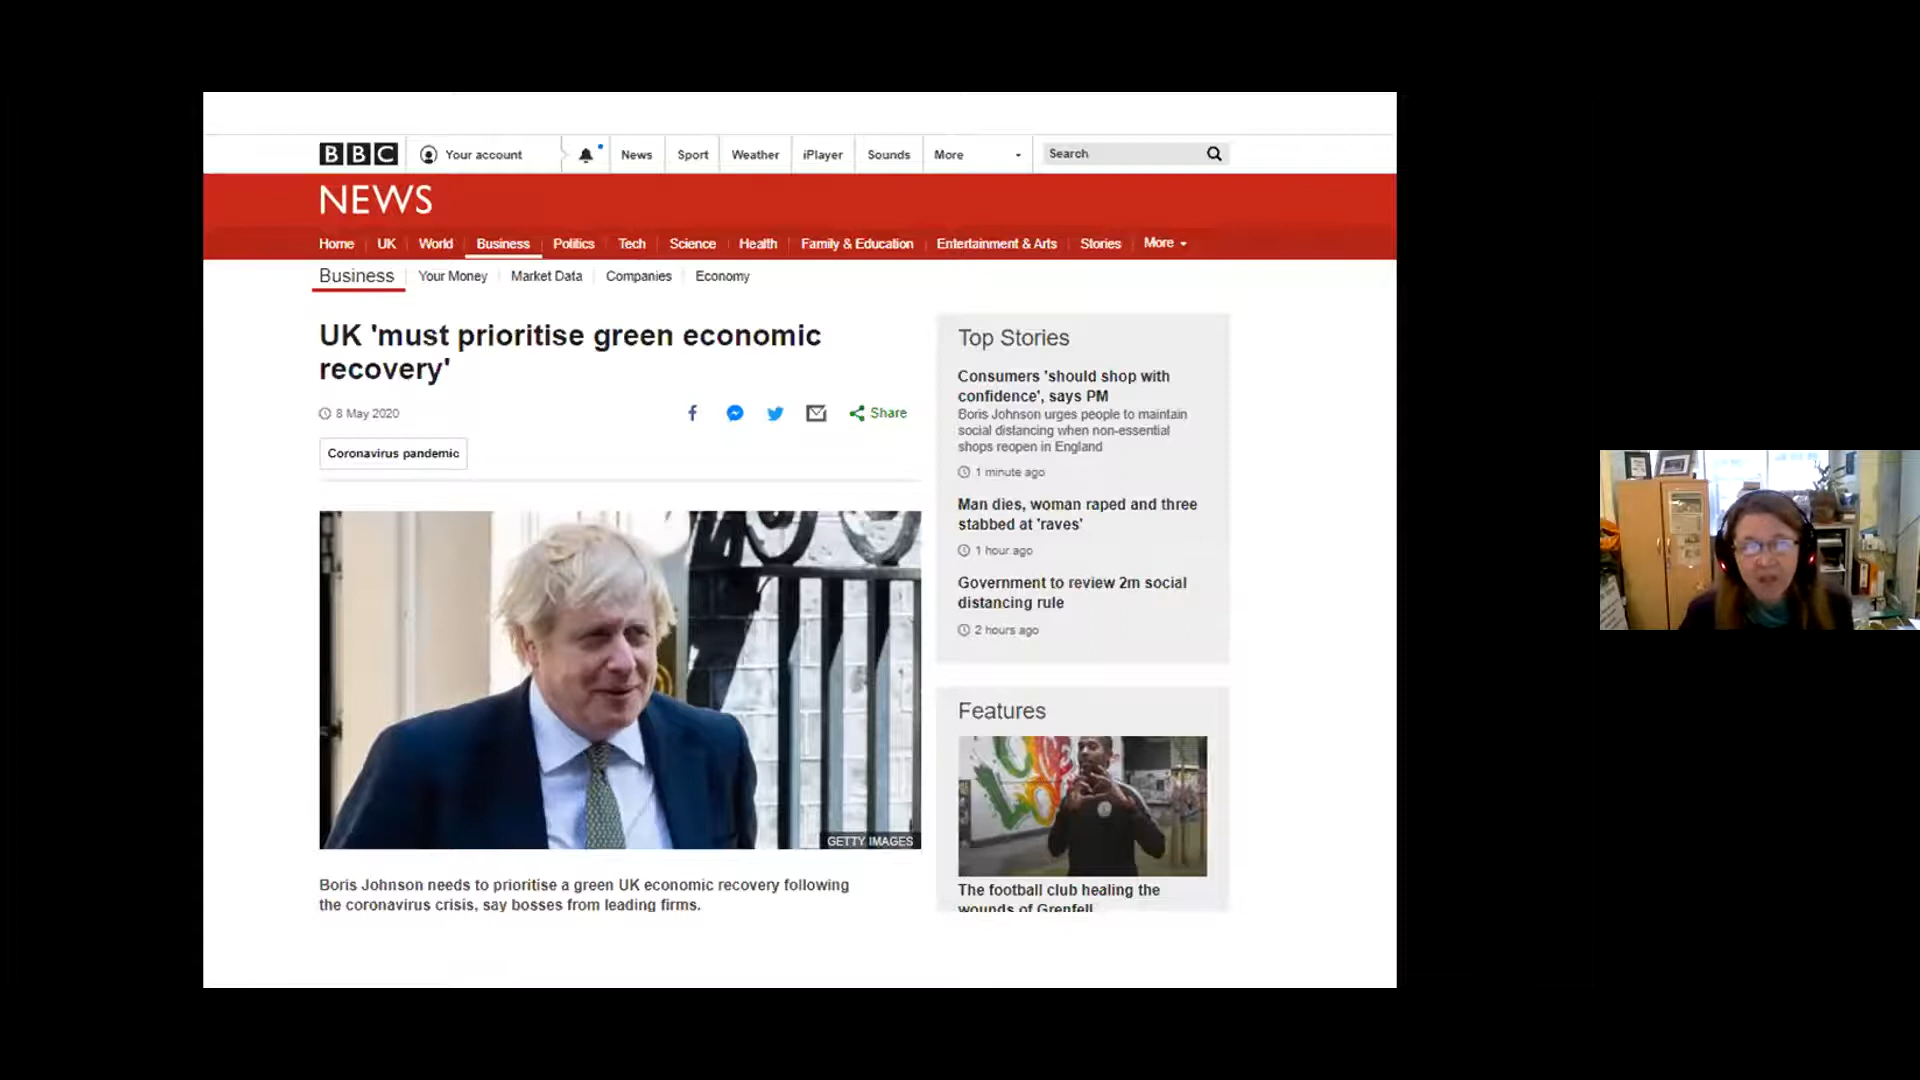 BBC
Your account
News
Sport
Weather
iPlayer
Sounds
More
Search
NEWS
Home
UK
World
Business
Politics
Tech
Science
Health
Family & Education
Entertainment & Arts
Stories
More
Business
Your Money
Market Data
Companies
Economy
UK 'must prioritise green economic
recovery'
8 May 2020
Share
Coronavirus pandemic
GETTY IMAGES
Boris Johnson needs to prioritise a green UK economic recovery following
the coronavirus crisis, say bosses from leading firms.
Top Stories
Consumers 'should shop with
confidence', says PM
Boris Johnson urges people to maintain
social distancing when non-essential
shops reopen in England
1 minute ago
Man dies, woman raped and three
stabbed at 'raves'
1 hour ago
Government to review 2m social
distancing rule
2 hours ago
Features
The football club healing the
wounds of Grenfell